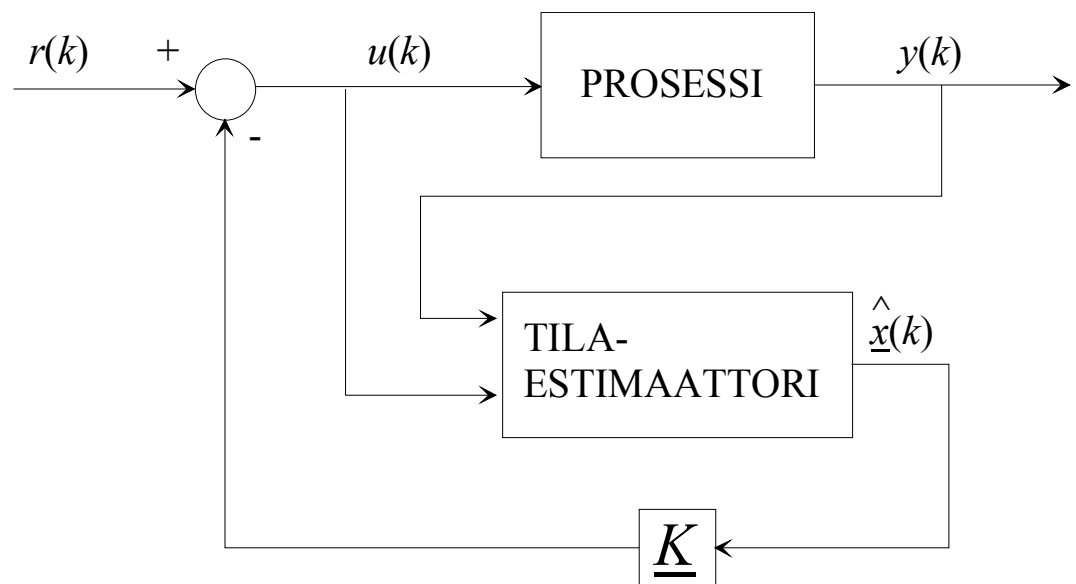 r(k)
+
u(k)
PROSESSI
y(k)
-
TILA-
ESTIMAATTORI
^
x(k)
K